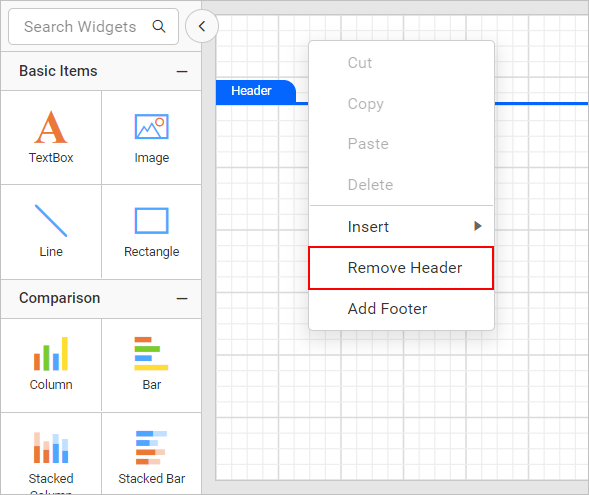 Search Widgets
Basic Items
TextBox
Image
Line
Rectangle
Comparison
Column
Bar
Stacked
Column
Stacked Bar
Header
Cut
Copy
Paste
Delete
Insert
Remove Header
Add Footer